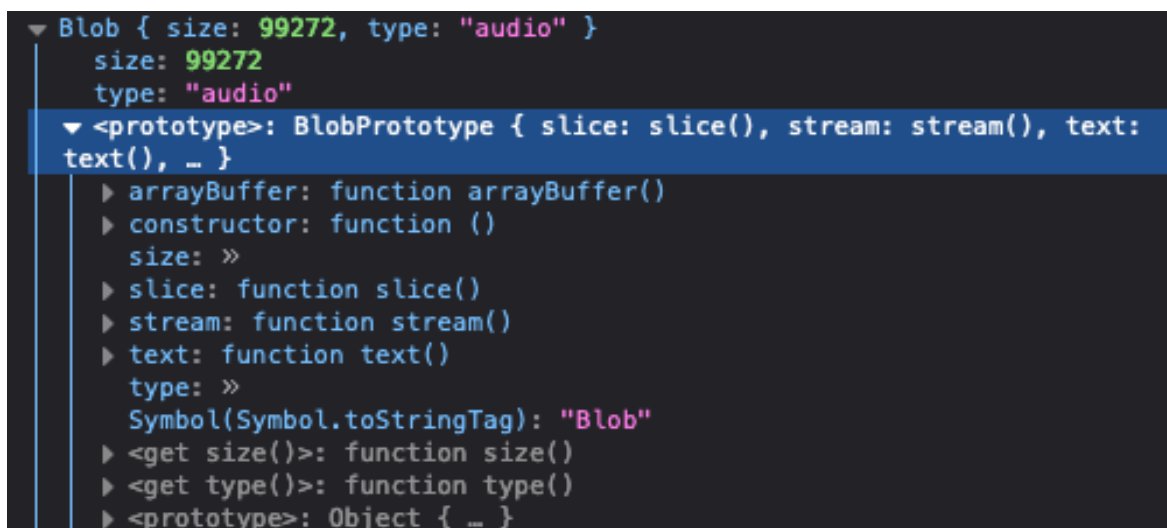 Blob { size: 99272, type: "audio" }
size: 99272
type: "audio"
<prototype>: BlobPrototype { slice: slice(), stream: stream(), text:
text(), … }
arrayBuffer: function arrayBuffer()
constructor: function ()
size: »
slice: function slice()
stream: function stream()
text: function text()
type: »
Symbol(Symbol.toStringTag): "Blob"
<get size()>: function size()
<get type()>: function type()
<prototype>: Object { … }